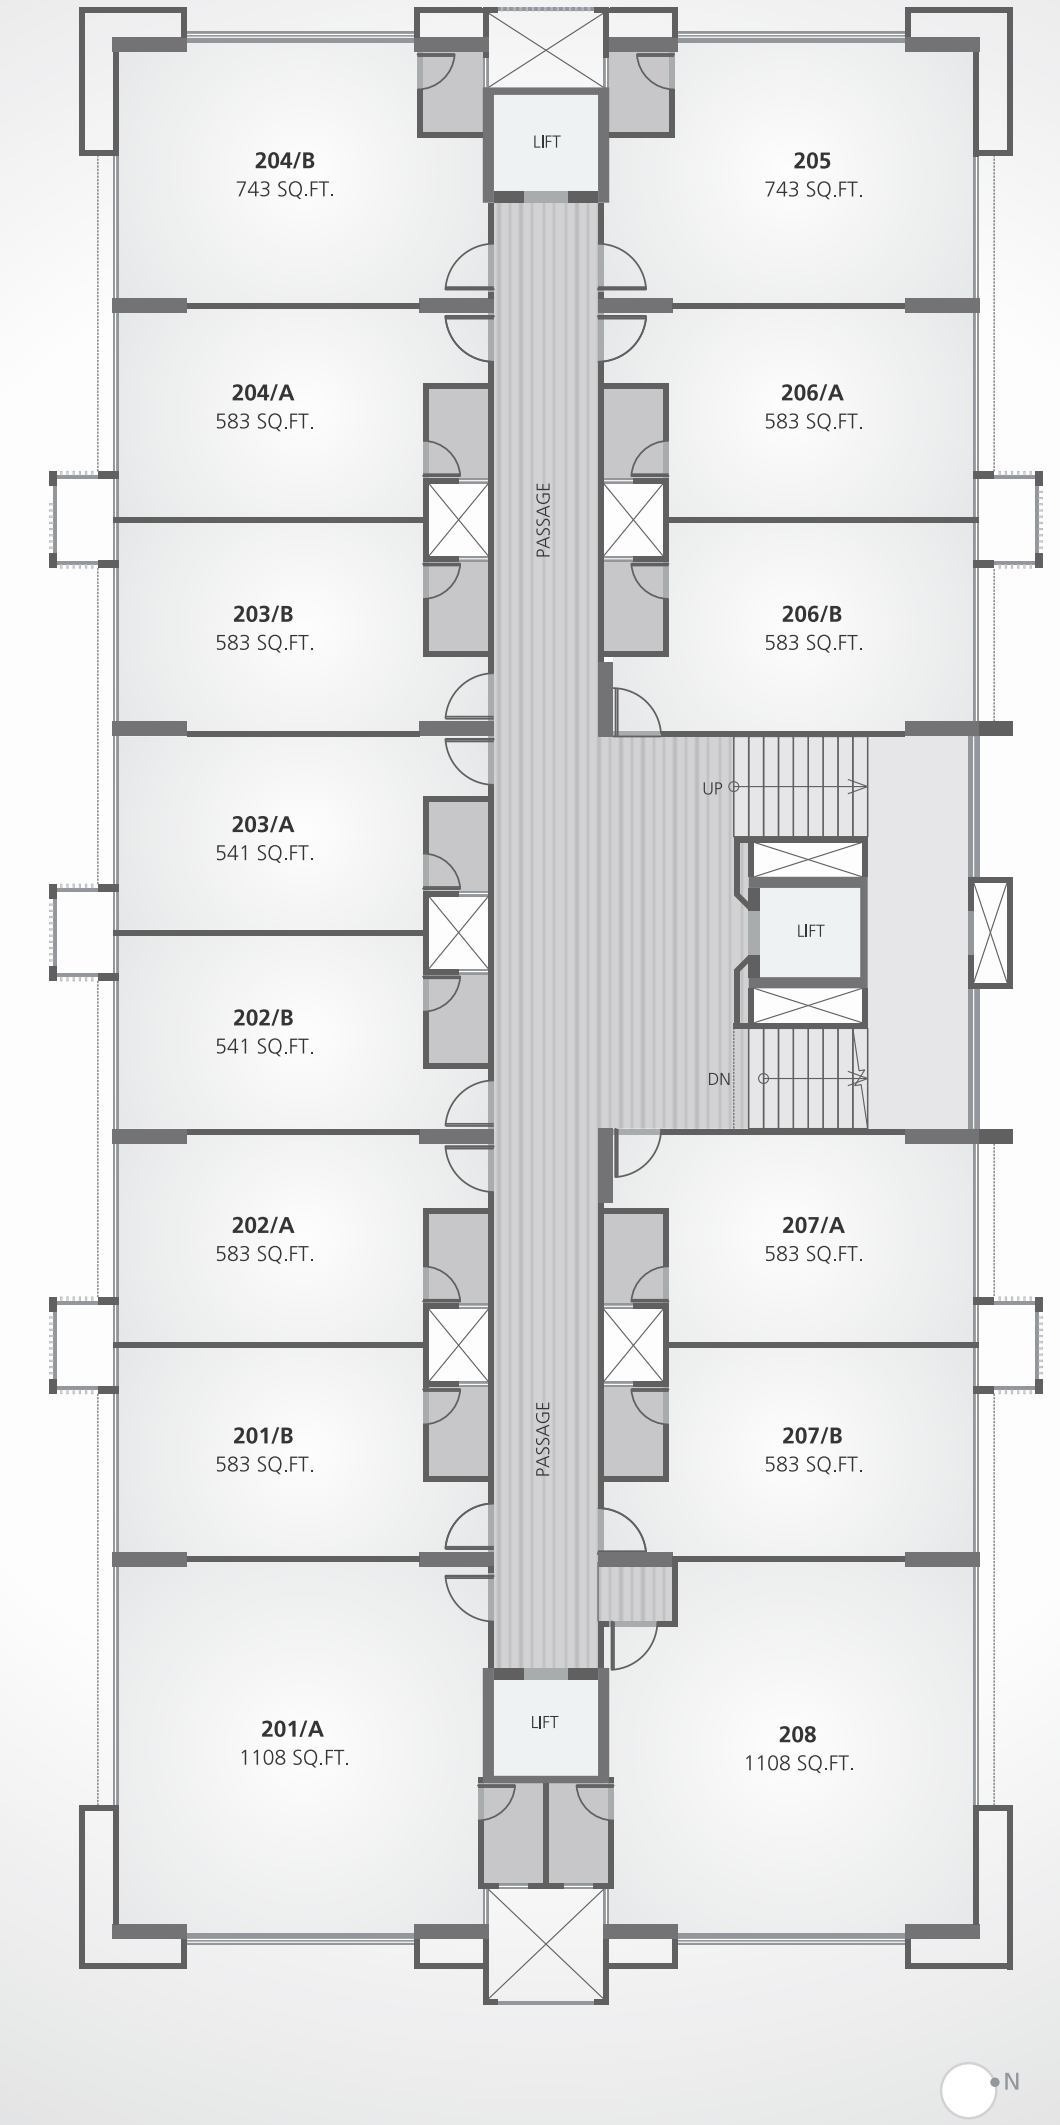 LIFT
204/B
743 SQ.FT.
205
743 SQ.FT.
204/A
583 SQ.FT.
206/A
583 SQ.FT.
PASSAGE
203/B
583 SQ.FT.
206/B
583 SQ.FT.
UP
203/A
541 SQ.FT.
LIFT
202/B
541 SQ.FT.
DN
202/A
583 SQ.FT.
207/A
583 SQ.FT.
PASSAGE
201/B
583 SQ.FT.
207/B
583 SQ.FT.
LIFT
201/A
1108 SQ.FT.
208
1108 SQ.FT.
N